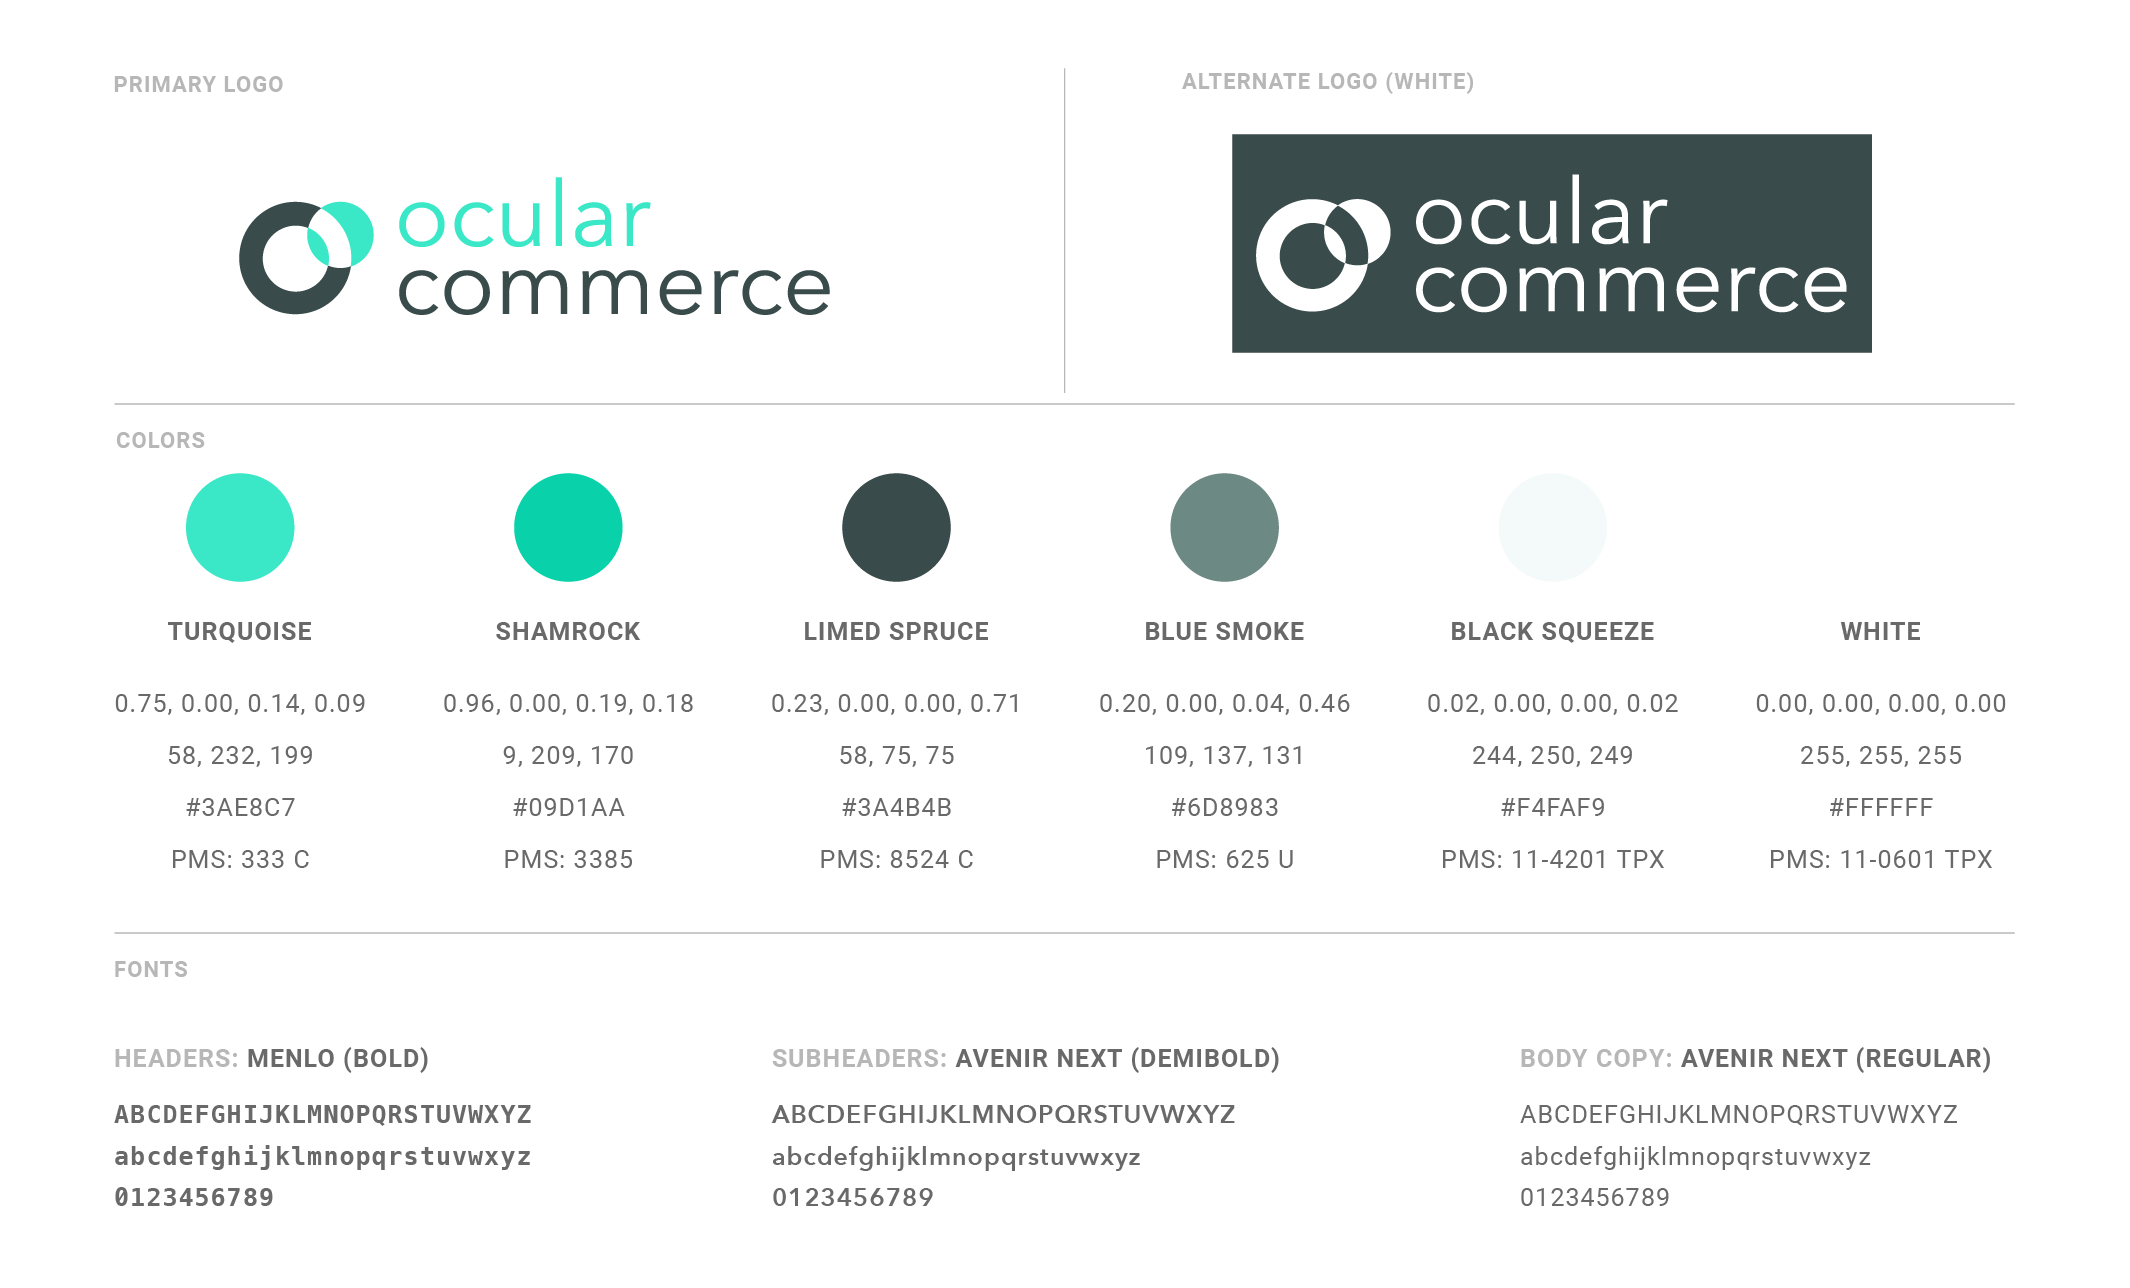 PRIMARY LOGO
ALTERNATE LOGO (WHITE)
ocular
commerce
ocular
commerce
COLORS
TURQUOISE
SHAMROCK
LIMED SPRUCE
BLUE SMOKE
BLACK SQUEEZE
WHITE
0.75, 0.00, 0.14, 0.09
0.96, 0.00, 0.19, 0.18
0.23, 0.00, 0.00, 0.71
0.20, 0.00, 0.04, 0.46
0.02, 0.00, 0.00, 0.02
0.00, 0.00, 0.00, 0.00
58, 232, 199
9, 209, 170
58, 75, 75
109, 137, 131
244, 250, 249
255, 255, 255
#3AE8C7
#09D1AA
#3A4B4B
#6D8983
#F4FAF9
#FFFFFF
PMS: 333 C
PMS: 3385
PMS: 8524 C
PMS: 625 U
PMS: 11-4201 TPX
PMS: 11-0601 TPX
FONTS
HEADERS: MENLO (BOLD)
ABCDEFGHIJKLMNOPQRSTUVWXYZ
abcdefghijklmnopqrstuvwxyz
0123456789
SUBHEADERS: AVENIR NEXT (DEMIBOLD)
ABCDEFGHIJKLMNOPQRSTUVWXYZ
abcdefghijklmnopqrstuvwxyz
0123456789
BODY COPY: AVENIR NEXT (REGULAR)
ABCDEFGHIJKLMNOPQRSTUVWXYZ
abcdefghijklmnopqrstuvwxyz
0123456789